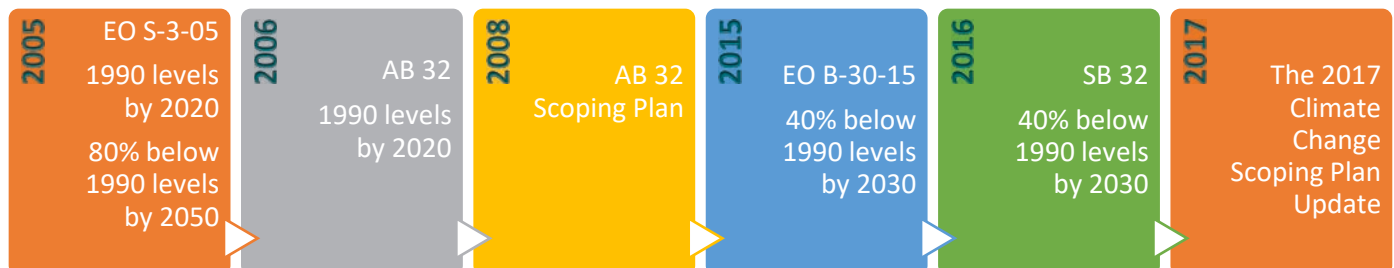 2005
EO S-3-05
1990 levels
by 2020
80% below
1990 levels
by 2050
2006
AB 32
1990 levels
by 2020
2008
AB 32
Scoping Plan
2015
EO B-30-15
40% below
1990 levels
by 2030
2016
SB 32
40% below
1990 levels
by 2030
2017
The 2017
Climate
Change
Scoping Plan
Update